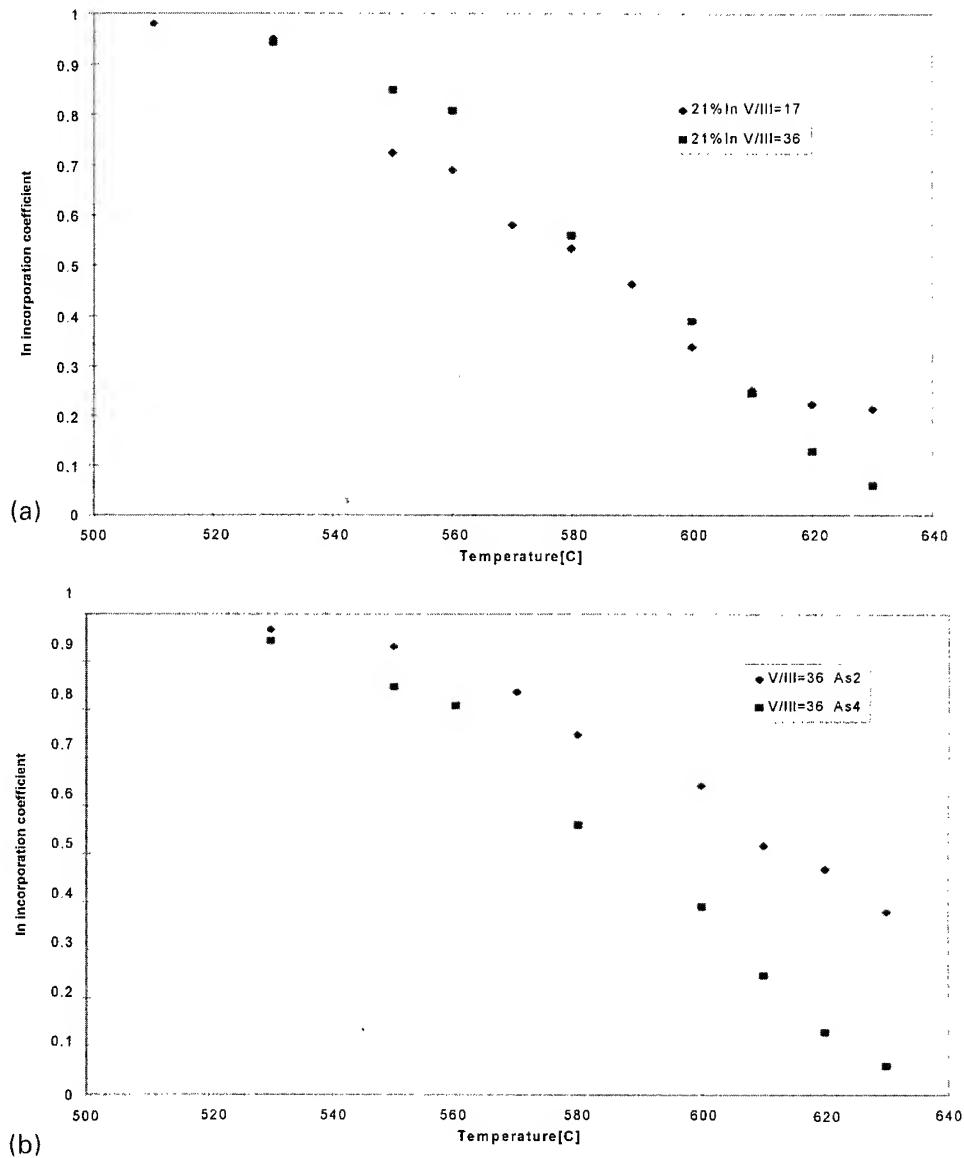 1
0.9
0.8
0.7
0.6
0.5
0.4
0.3
0.2
0.1
0
In incorporation coefficient
◆ 21%In V/III=17
■ 21%In V/III=36
500 520 540 560 580 600 620 640
Temperature[C]
(a)
1
0.9
0.8
0.7
0.6
0.5
0.4
0.3
0.2
0.1
0
In incorporation coefficient
◆ V/III=36 As2
■ V/III=36 As4
500 520 540 560 580 600 620 640
Temperature[C]
(b)